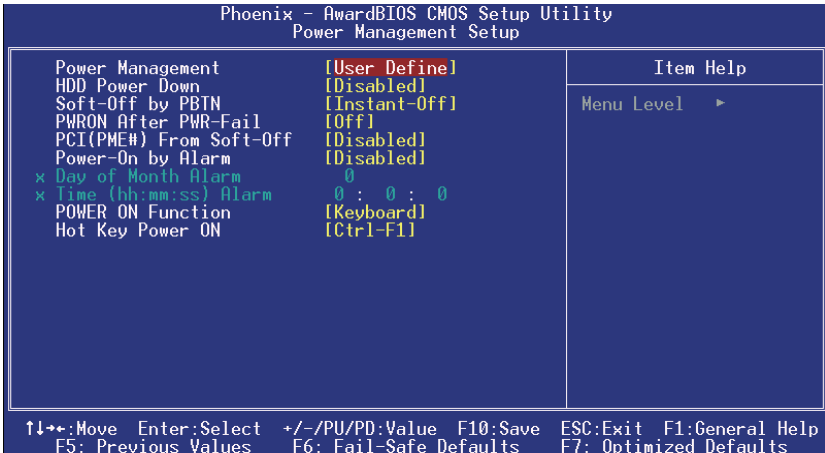 Phoenix - AwardBIOS CMOS Setup Utility
Power Management Setup
Power Management [User Define]
HDD Power Down [Disabled]
Soft-Off by PBTN [Instant-Off]
PWRON After PWR-Fail [Off]
PCI(PME#) From Soft-Off [Disabled]
Power-On by Alarm [Disabled]
x Day of Month Alarm 0
x Time (hh:mm:ss) Alarm 0 : 0 : 0
POWER ON Function [Keyboard]
Hot Key Power ON [Ctrl-F1]
Item Help
Menu Level ►
↑↓→←:Move Enter:Select +/-/PU/PD:Value F10:Save ESC:Exit F1:General Help
F5: Previous Values F6: Fail-Safe Defaults F7: Optimized Defaults